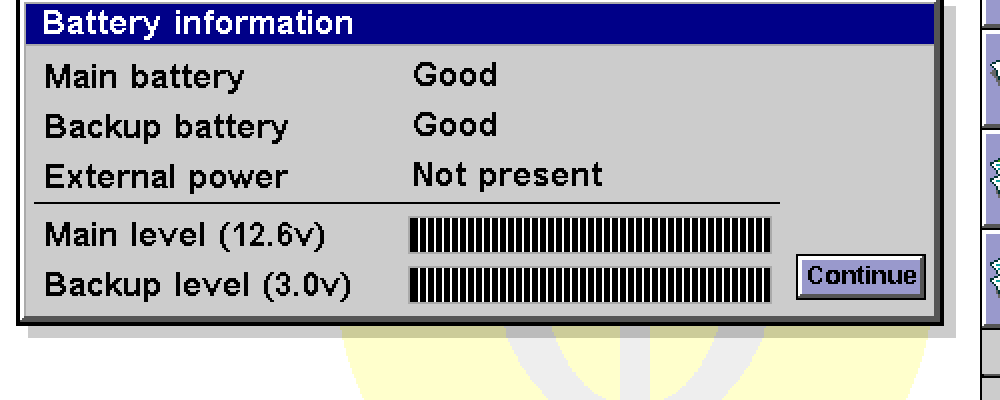 Battery information
Main battery Good
Backup battery Good
External power Not present
Main level (12.6v)
Backup level (3.0v)
Continue